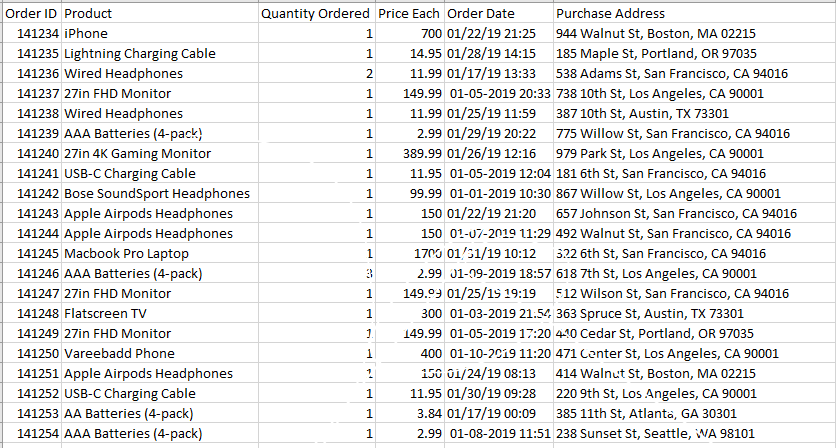 Order ID Product Quantity Ordered Price Each Order Date Purchase Address
141234 iPhone 1 700 01/22/19 21:25 944 Walnut St, Boston, MA 02215
141235 Lightning Charging Cable 1 14.95 01/28/19 14:15 185 Maple St, Portland, OR 97035
141236 Wired Headphones 2 11.99 01/17/19 13:33 538 Adams St, San Francisco, CA 94016
141237 27in FHD Monitor 1 149.99 01-05-2019 20:33 738 10th St, Los Angeles, CA 90001
141238 Wired Headphones 1 11.99 01/25/19 11:59 387 10th St, Austin, TX 73301
141239 AAA Batteries (4-pack) 1 2.99 01/29/19 20:22 775 Willow St, San Francisco, CA 94016
141240 27in 4K Gaming Monitor 1 389.99 01/26/19 12:16 979 Park St, Los Angeles, CA 90001
141241 USB-C Charging Cable 1 11.95 01-05-2019 12:04 181 6th St, San Francisco, CA 94016
141242 Bose SoundSport Headphones 1 99.99 01-01-2019 10:30 867 Willow St, Los Angeles, CA 90001
141243 Apple Airpods Headphones 1 150 01/22/19 21:20 657 Johnson St, San Francisco, CA 94016
141244 Apple Airpods Headphones 1 150 01-07-2019 11:29 492 Walnut St, San Francisco, CA 94016
141245 Macbook Pro Laptop 1 1700 01/31/19 10:12 322 6th St, San Francisco, CA 94016
141246 AAA Batteries (4-pack) 3 2.99 01-09-2019 18:57 618 7th St, Los Angeles, CA 90001
141247 27in FHD Monitor 1 149.99 01/25/19 19:19 512 Wilson St, San Francisco, CA 94016
141248 Flatscreen TV 1 300 01-03-2019 21:54 363 Spruce St, Austin, TX 73301
141249 27in FHD Monitor 1 149.99 01-05-2019 17:20 440 Cedar St, Portland, OR 97035
141250 Vareebadd Phone 1 400 01-10-2019 11:20 471 Center St, Los Angeles, CA 90001
141251 Apple Airpods Headphones 1 150 01/24/19 08:13 414 Walnut St, Boston, MA 02215
141252 USB-C Charging Cable 1 11.95 01/30/19 09:28 220 9th St, Los Angeles, CA 90001
141253 AA Batteries (4-pack) 1 3.84 01/17/19 00:09 385 11th St, Atlanta, GA 30301
141254 AAA Batteries (4-pack) 1 2.99 01-08-2019 11:51 238 Sunset St, Seattle, WA 98101